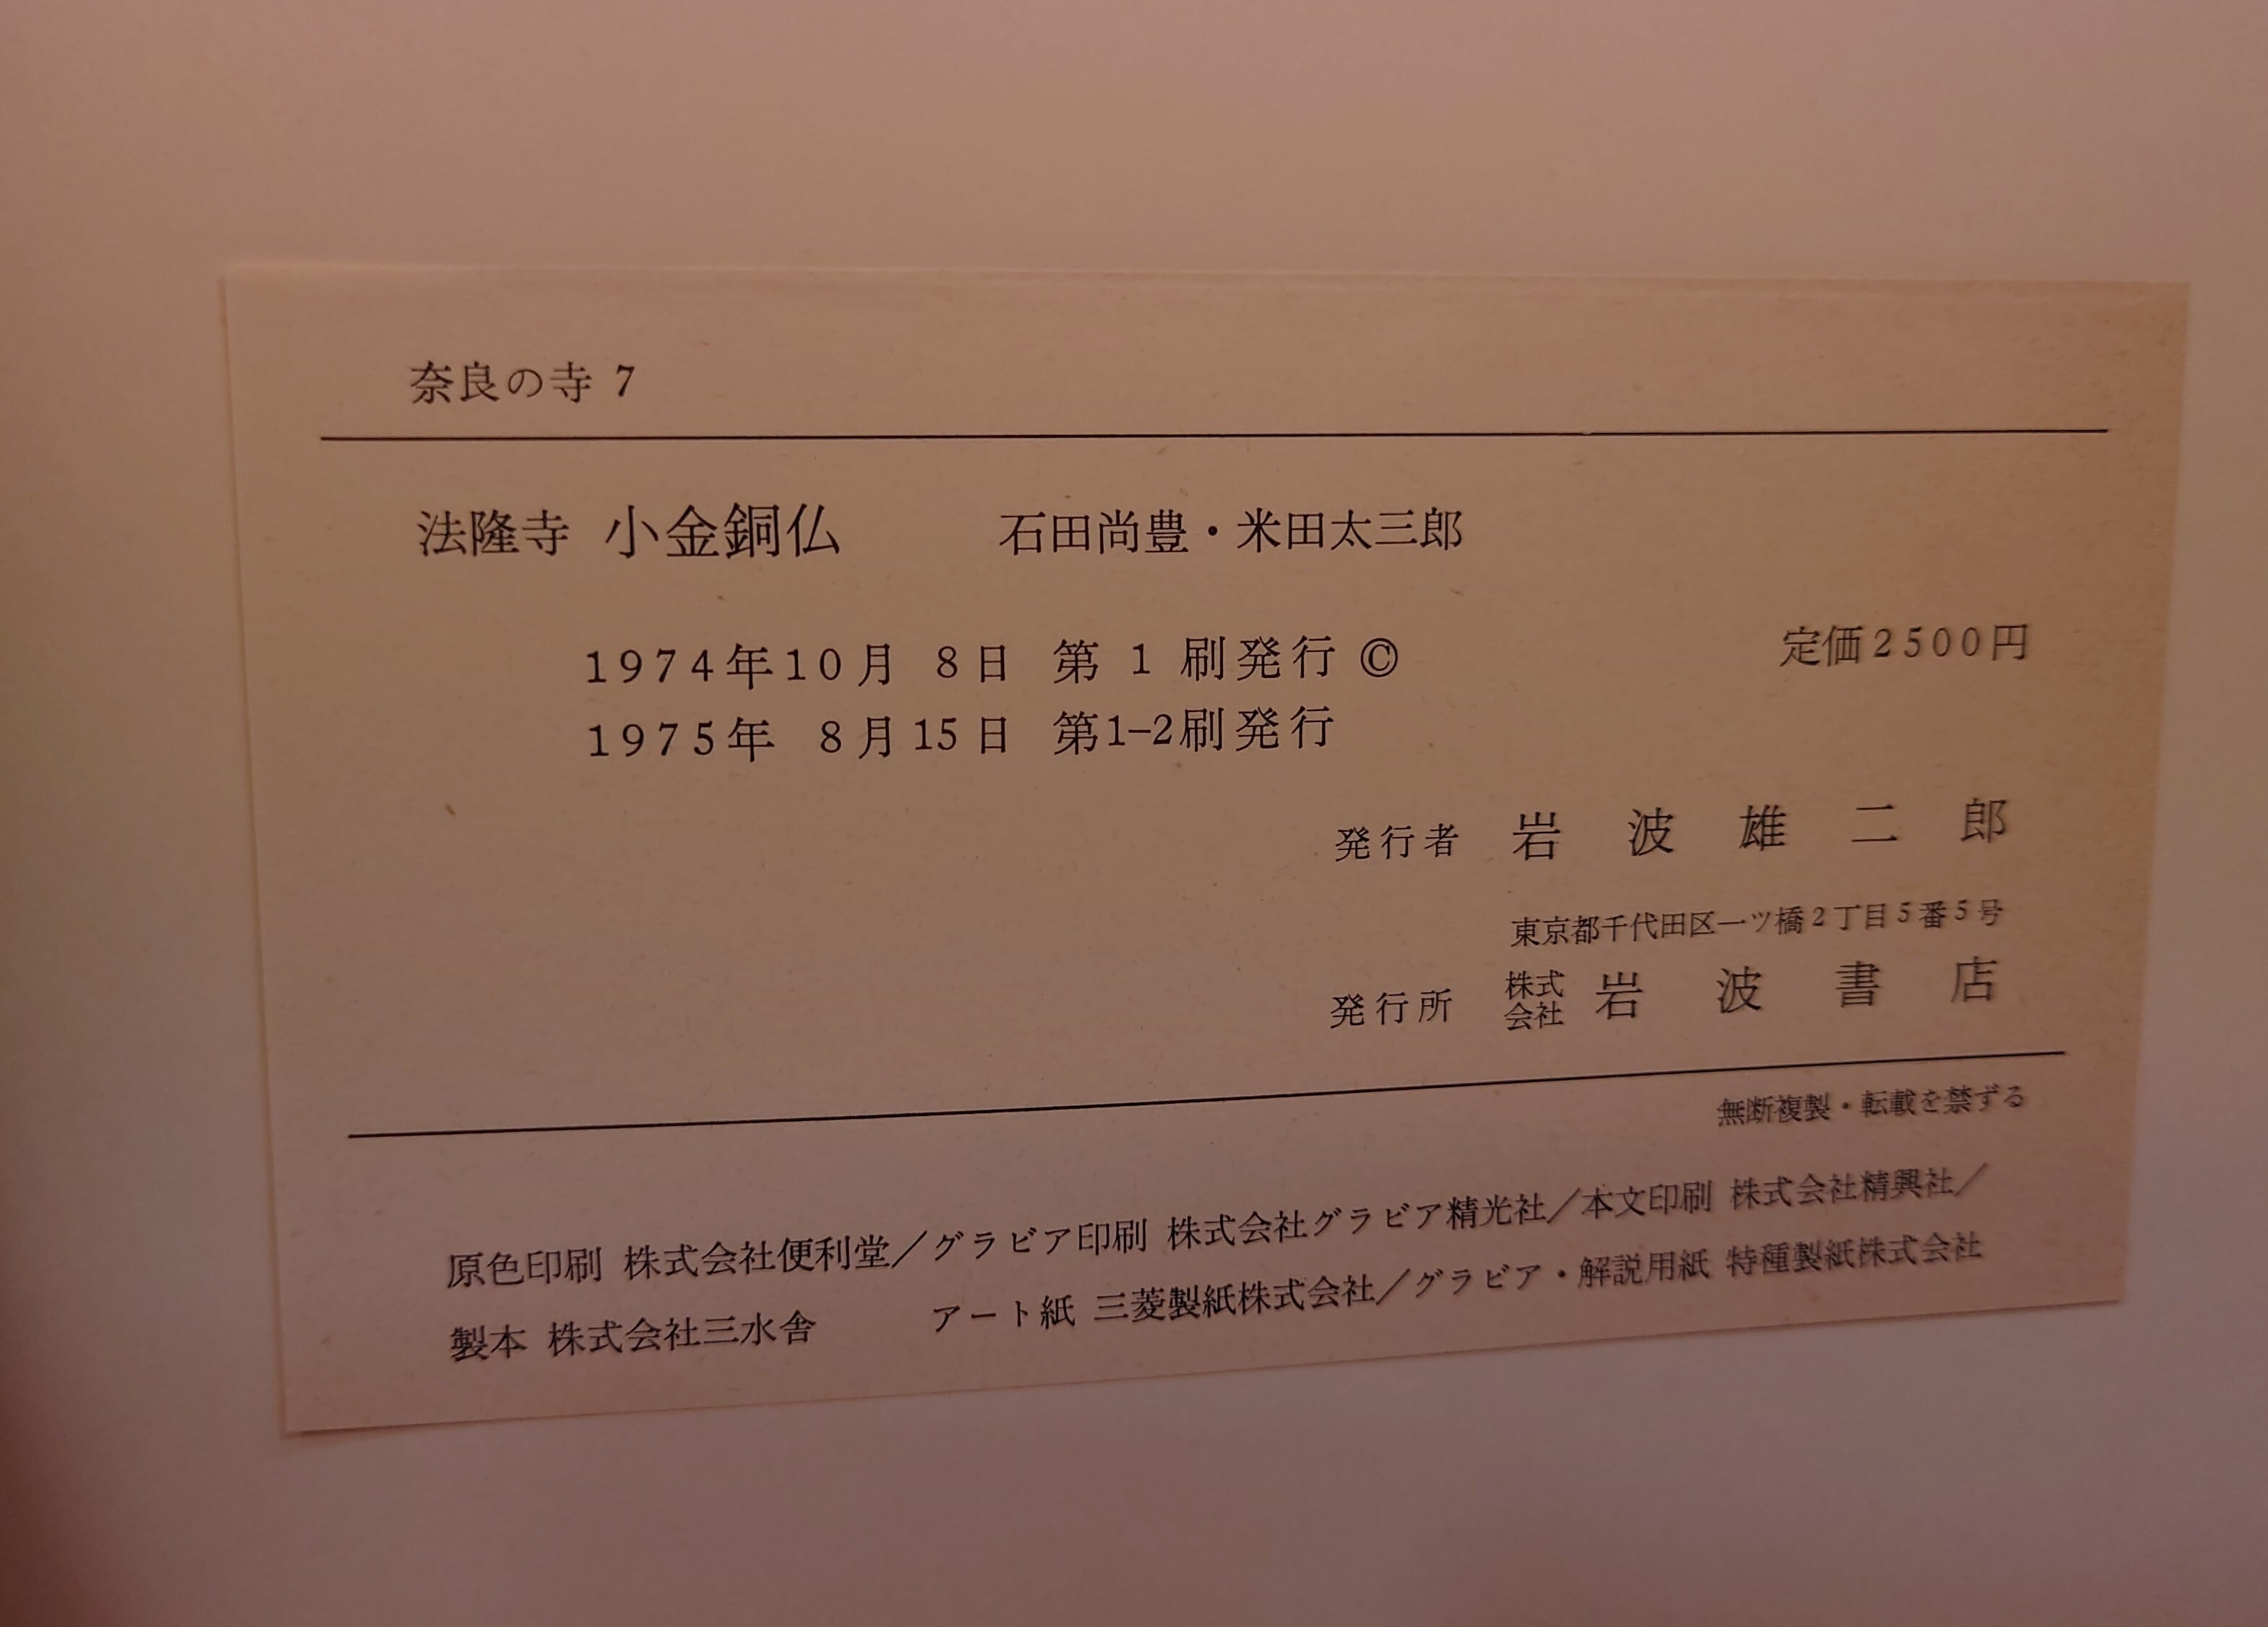 奈良の寺 7
法隆寺 小金銅仏 石田尚豊・米田太三郎
1974年10月 8日 第 1 刷発行 ©
定価2500円
1975年 8月15日 第1-2刷発行
発行者 岩波雄二郎
東京都千代田区一ツ橋2丁目5番5号
発行所 株式会社 岩波書店
無断複製・転載を禁ずる
原色印刷 株式会社便利堂／グラビア印刷 株式会社グラビア精光社／本文印刷 株式会社精興社／
製本 株式会社三水舎 アート紙 三菱製紙株式会社／グラビア・解説用紙 特種製紙株式会社